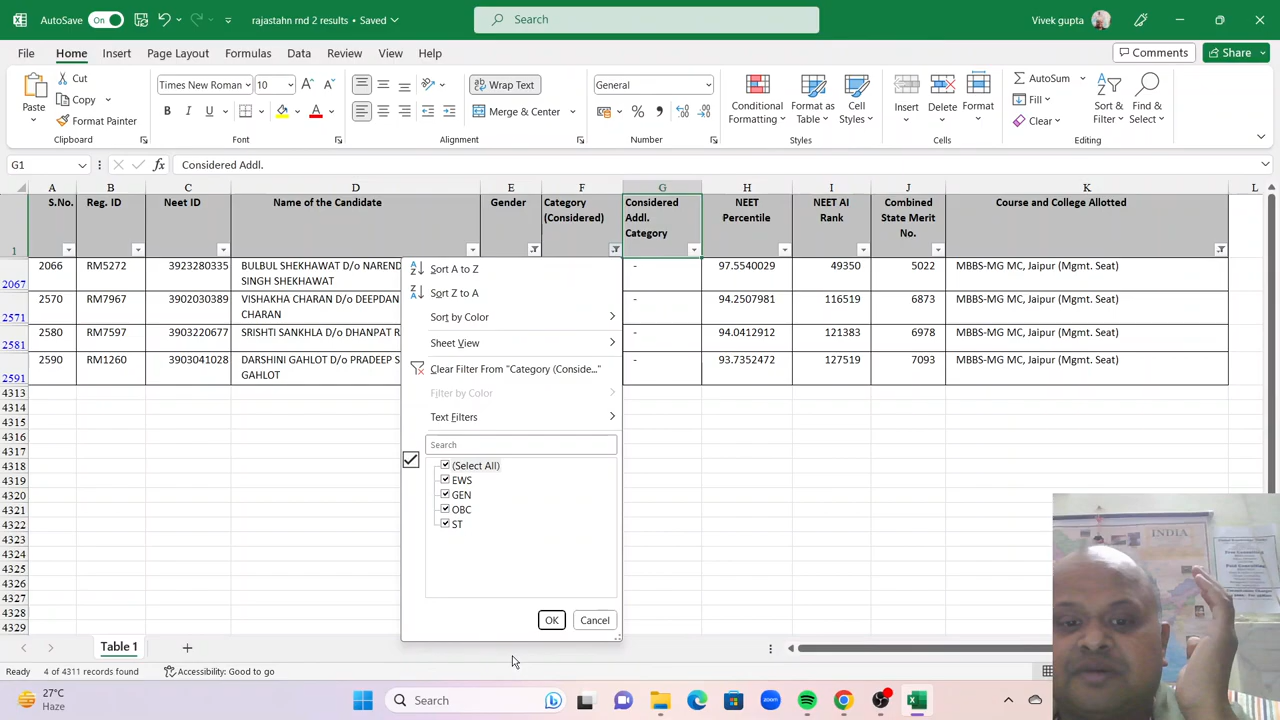 AutoSave On rajastahn rnd 2 results • Saved Search Vivek gupta
File Home Insert Page Layout Formulas Data Review View Help Comments Share
Paste Cut Copy Format Painter
Times New Roman 10 Wrap Text Merge & Center General
Conditional Formatting Format as Table Cell Styles Insert Delete Format AutoSum Fill Clear Sort & Filter Find & Select
Clipboard Font Alignment Number Styles Cells Editing
G1 fx Considered Addl.
A B C D E F G H I J K L
1 S.No. Reg. ID Neet ID Name of the Candidate Gender Category (Considered) Considered Addl. Category NEET Percentile NEET AI Rank Combined State Merit No. Course and College Allotted
2067 2066 RM5272 3923280335 BULBUL SHEKHAWAT D/o NAREND SINGH SHEKHAWAT - 97.5540029 49350 5022 MBBS-MG MC, Jaipur (Mgmt. Seat)
2571 2570 RM7967 3902030389 VISHAKHA CHARAN D/o DEEPDAN CHARAN - 94.2507981 116519 6873 MBBS-MG MC, Jaipur (Mgmt. Seat)
2581 2580 RM7597 3903220677 SRISHTI SANKHLA D/o DHANPAT R - 94.0412912 121383 6978 MBBS-MG MC, Jaipur (Mgmt. Seat)
2591 2590 RM1260 3903041028 DARSHINI GAHLOT D/o PRADEEP S GAHLOT - 93.7352472 127519 7093 MBBS-MG MC, Jaipur (Mgmt. Seat)
4313
4314
4315
4316
4317
4318
4319
4320
4321
4322
4323
4324
4325
4326
4327
4328
4329
Sort A to Z
Sort Z to A
Sort by Color
Sheet View
Clear Filter From "Category (Conside..."
Filter by Color
Text Filters
Search
(Select All)
EWS
GEN
OBC
ST
OK Cancel
INDIA
Table 1
Ready 4 of 4311 records found Accessibility: Good to go
27°C
Haze
Search
zoom